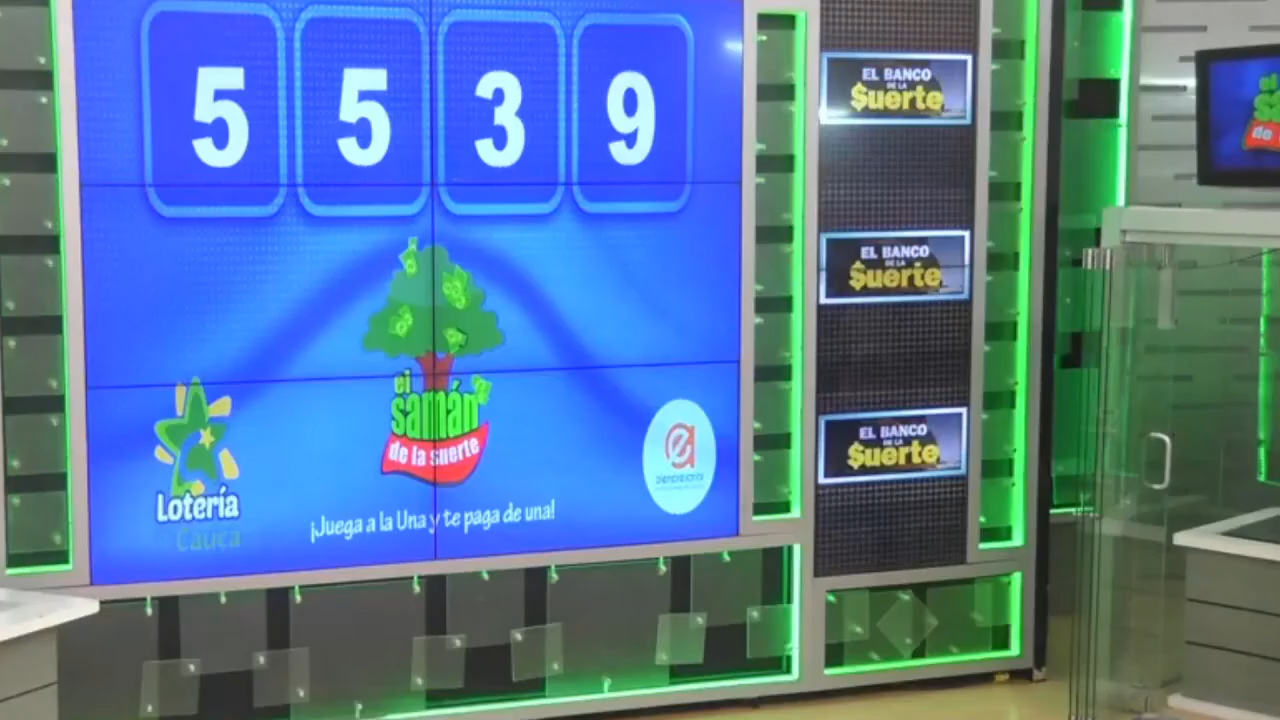 5 5 3 9
el
samán
de la suerte
Lotería
Cauca
¡Juega a la Una y te paga de una!
EL BANCO
DE LA
$uerte
EL BANCO
DE LA
$uerte
EL BANCO
DE LA
$uerte
el